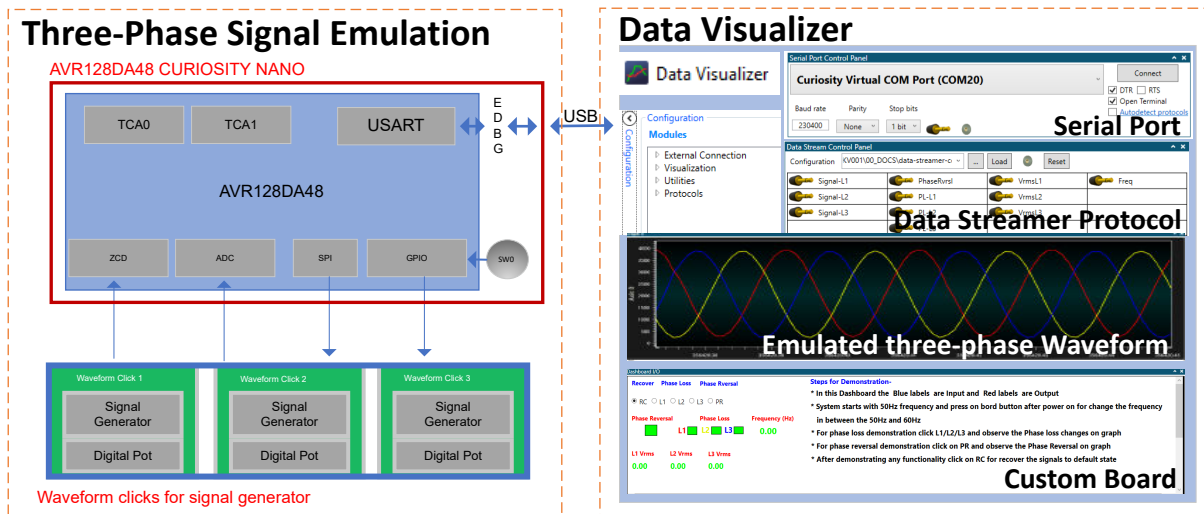 Three-Phase Signal Emulation
AVR128DA48 CURIOSITY NANO
TCA0
TCA1
USART
EDBG
USB
AVR128DA48
ZCD
ADC
SPI
GPIO
SW0
Waveform Click 1
Waveform Click 2
Waveform Click 3
Signal Generator
Signal Generator
Signal Generator
Digital Pot
Digital Pot
Digital Pot
Waveform clicks for signal generator
Data Visualizer
Data Visualizer
Configuration
Configuration
Modules
External Connection
Visualization
Utilities
Protocols
Serial Port Control Panel
Curiosity Virtual COM Port (COM20)
Connect
DTR RTS
Open Terminal
Autodetect protocols
Baud rate Parity Stop bits
230400 None 1 bit
Serial Port
Data Stream Control Panel
Configuration KV001\00_DOCS\data-streamer-c ... Load Reset
Signal-L1 PhaseRvrsl VrmsL1 Freq
Signal-L2 PL-L1 VrmsL2
Signal-L3 VrmsL3
Data Streamer Protocol
Emulated three-phase Waveform
Dashboard I/O
Recover Phase Loss Phase Rversal
RC L1 L2 L3 PR
Phase Reversal Phase Loss Frequency (Hz)
L1 L2 L3 0.00
L1 Vrms L2 Vrms L3 Vrms
0.00 0.00 0.00
Steps for Demonstration-
* In this Dashboard the Blue labels are Input and Red labels are Output
* System starts with 50Hz frequency and press on bord button after power on for change the frequency
in between the 50Hz and 60Hz
* For phase loss demonstration click L1/L2/L3 and observe the Phase loss changes on graph
* For phase reversal demonstration click on PR and observe the Phase Reversal on graph
* After demonstrating any functionality click on RC for recover the signals to default state
Custom Board